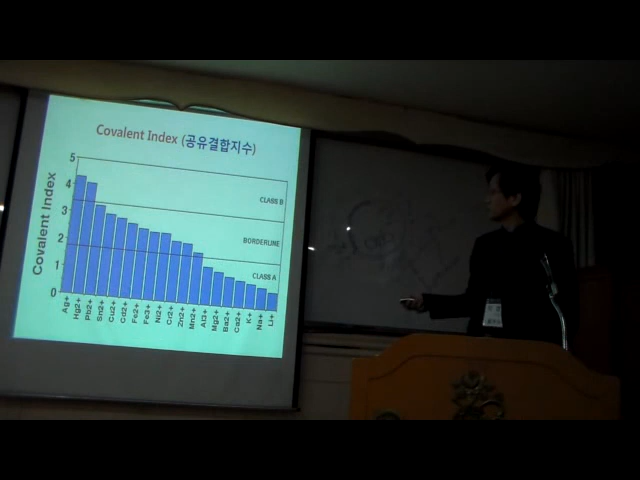 Covalent Index (공유결합지수)
Covalent Index
5
4
3
2
1
0
CLASS B
BORDERLINE
CLASS A
Ag+
Hg2+
Pb2+
Sn2+
Cu2+
Cd2+
Fe2+
Fe3+
Ni2+
Cr2+
Zn2+
Mn2+
Al3+
Mg2+
Ba2+
Ca2+
K+
Na+
Li+